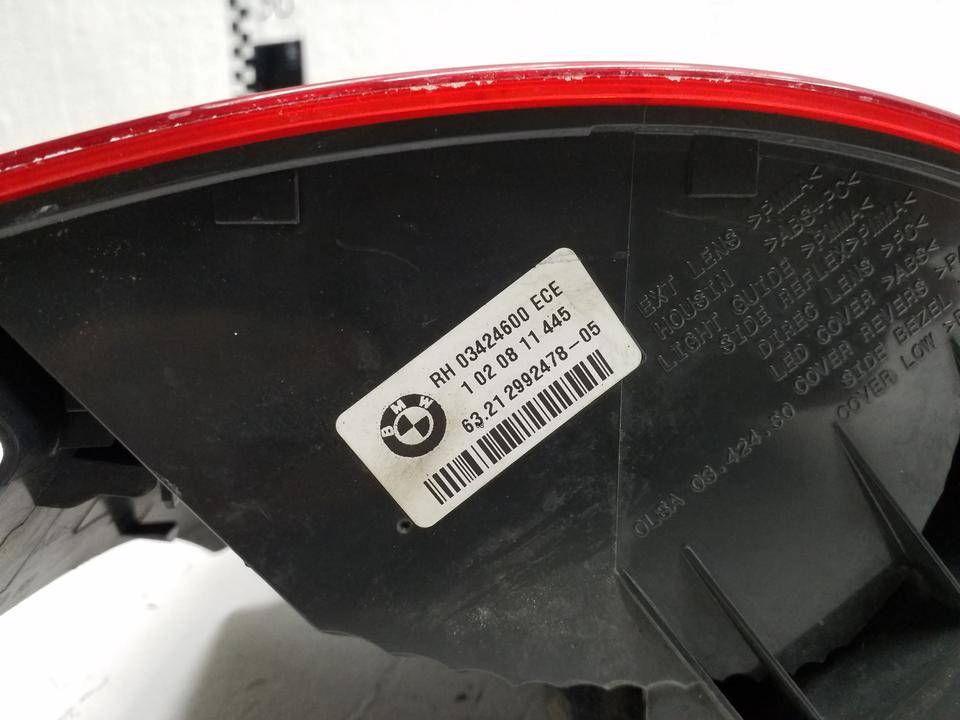 RH 03424600 ECE
1 02 08 11 445
63.21 2992478-05
BMW
EXT LENS >PMMA<
HOUSIN >ABS+PC<
LIGHT GUIDE >PMMA<
SIDE REFLEX>PMMA<
DIREC LENS >PC<
LED COVER >ABS<
COVER REVERS
SIDE BEZEL
COVER LOW
OLSA 03.424.60